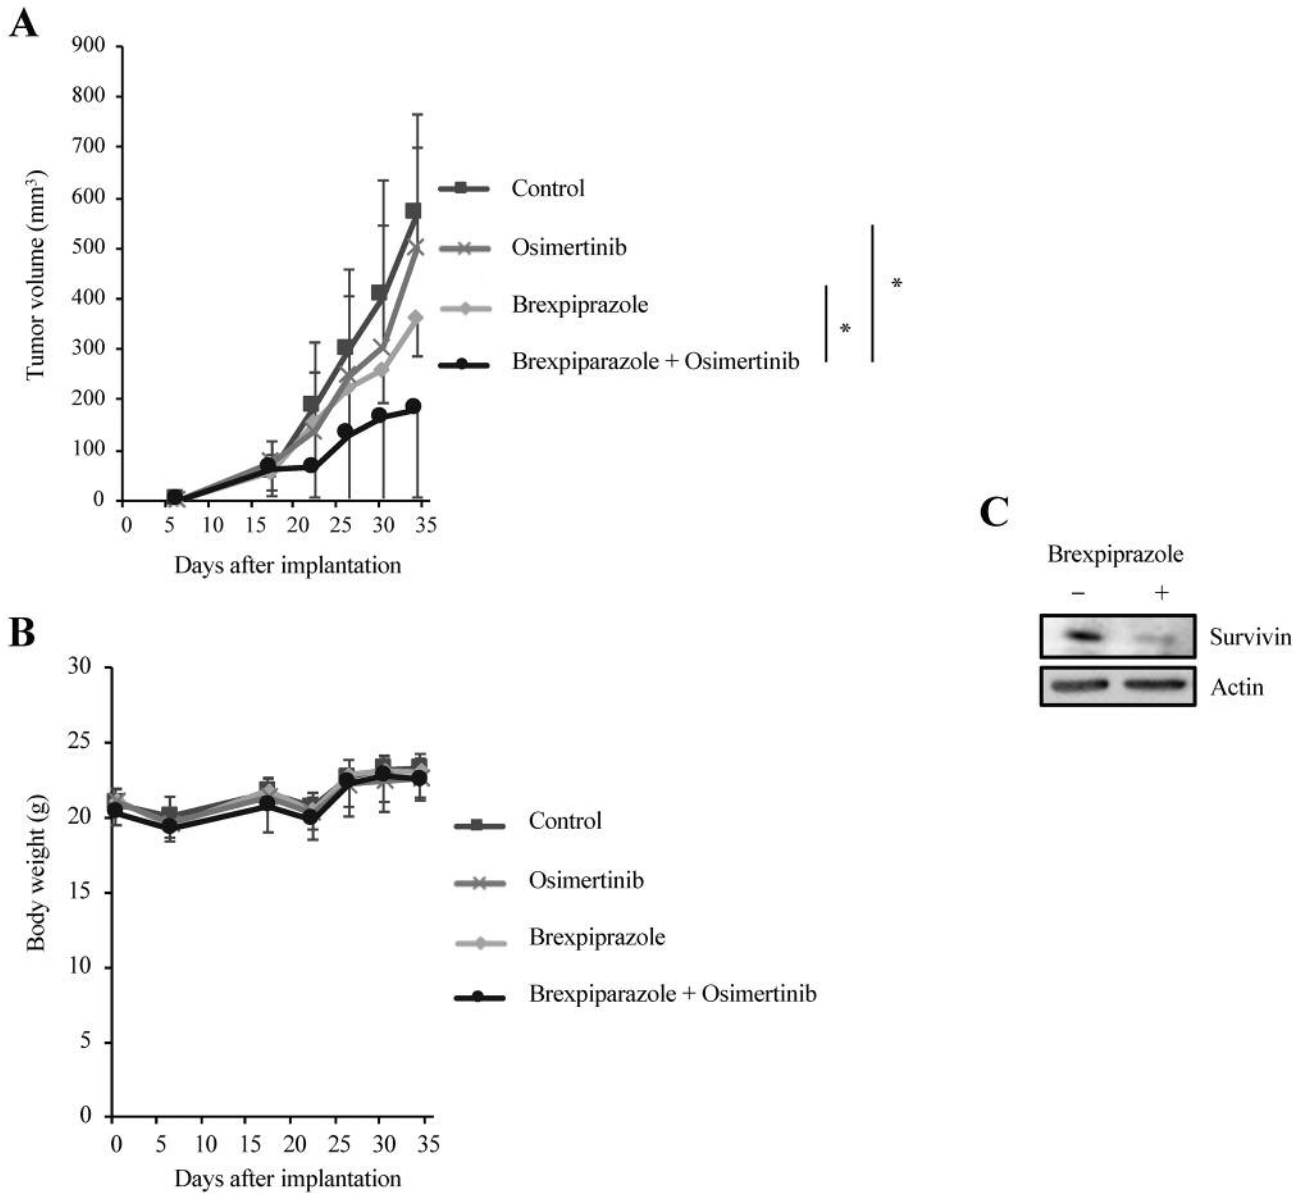 A
900
800
700
600
500
400
300
200
100
0
Tumor volume (mm³)
0 5 10 15 20 25 30 35
Days after implantation
Control
Osimertinib
Brexpiprazole
Brexpiparazole + Osimertinib
*
*
B
30
25
20
15
10
5
0
Body weight (g)
0 5 10 15 20 25 30 35
Days after implantation
Control
Osimertinib
Brexpiprazole
Brexpiparazole + Osimertinib
C
Brexpiprazole
− +
Survivin
Actin